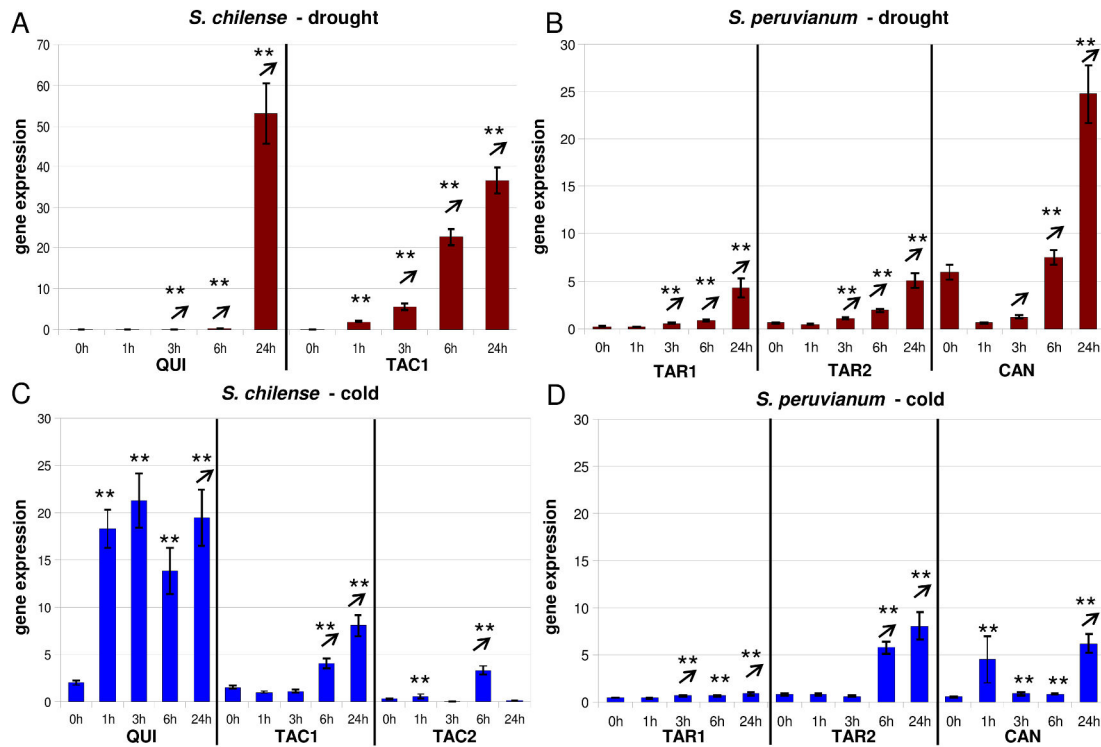 A
S. chilense - drought
gene expression
70
60
50
40
30
20
10
0
** ** ** ** ** ** **
0h 1h 3h 6h 24h 0h 1h 3h 6h 24h
QUI TAC1
B
S. peruvianum - drought
gene expression
30
25
20
15
10
5
0
** ** ** ** ** ** ** **
0h 1h 3h 6h 24h 0h 1h 3h 6h 24h 0h 1h 3h 6h 24h
TAR1 TAR2 CAN
C
S. chilense - cold
gene expression
30
25
20
15
10
5
0
** ** ** ** ** ** ** **
0h 1h 3h 6h 24h 0h 1h 3h 6h 24h 0h 1h 3h 6h 24h
QUI TAC1 TAC2
D
S. peruvianum - cold
gene expression
30
25
20
15
10
5
0
** ** ** ** ** ** ** ** **
0h 1h 3h 6h 24h 0h 1h 3h 6h 24h 0h 1h 3h 6h 24h
TAR1 TAR2 CAN